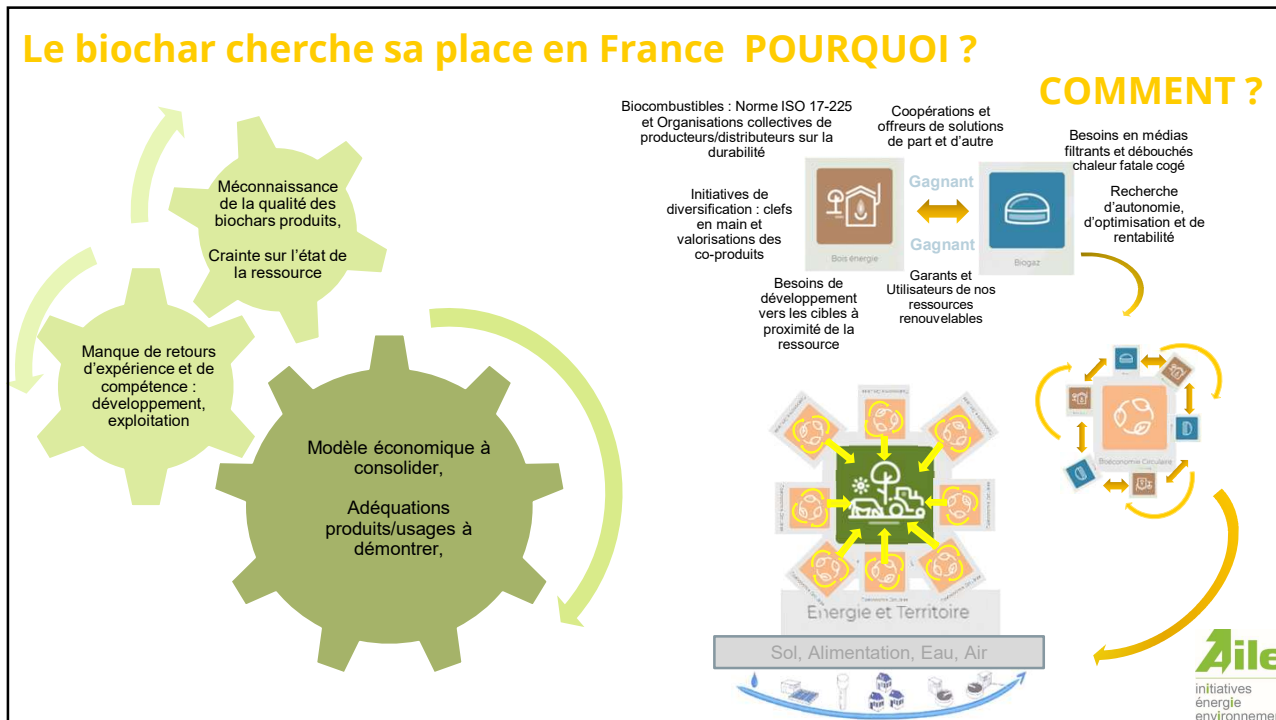 Le biochar cherche sa place en France POURQUOI ?
COMMENT ?
Méconnaissance
de la qualité des
biochars produits,
Crainte sur l'état de
la ressource
Manque de retours
d'expérience et de
compétence :
développement,
exploitation
Modèle économique à
consolider,
Adéquations
produits/usages à
démontrer,
Biocombustibles : Norme ISO 17-225
et Organisations collectives de
producteurs/distributeurs sur la
durabilité
Coopérations et
offreurs de solutions
de part et d'autre
Besoins en médias
filtrants et débouchés
chaleur fatale cogé
Initiatives de
diversification : clefs
en main et
valorisations des
co-produits
Gagnant
Gagnant
Bois énergie
Biogaz
Recherche
d'autonomie,
d'optimisation et de
rentabilité
Besoins de
développement
vers les cibles à
proximité de la
ressource
Garants et
Utilisateurs de nos
ressources
renouvelables
Bioéconomie Circulaire
Energie et Territoire
Sol, Alimentation, Eau, Air
Aile
initiatives
énergie
environnemen